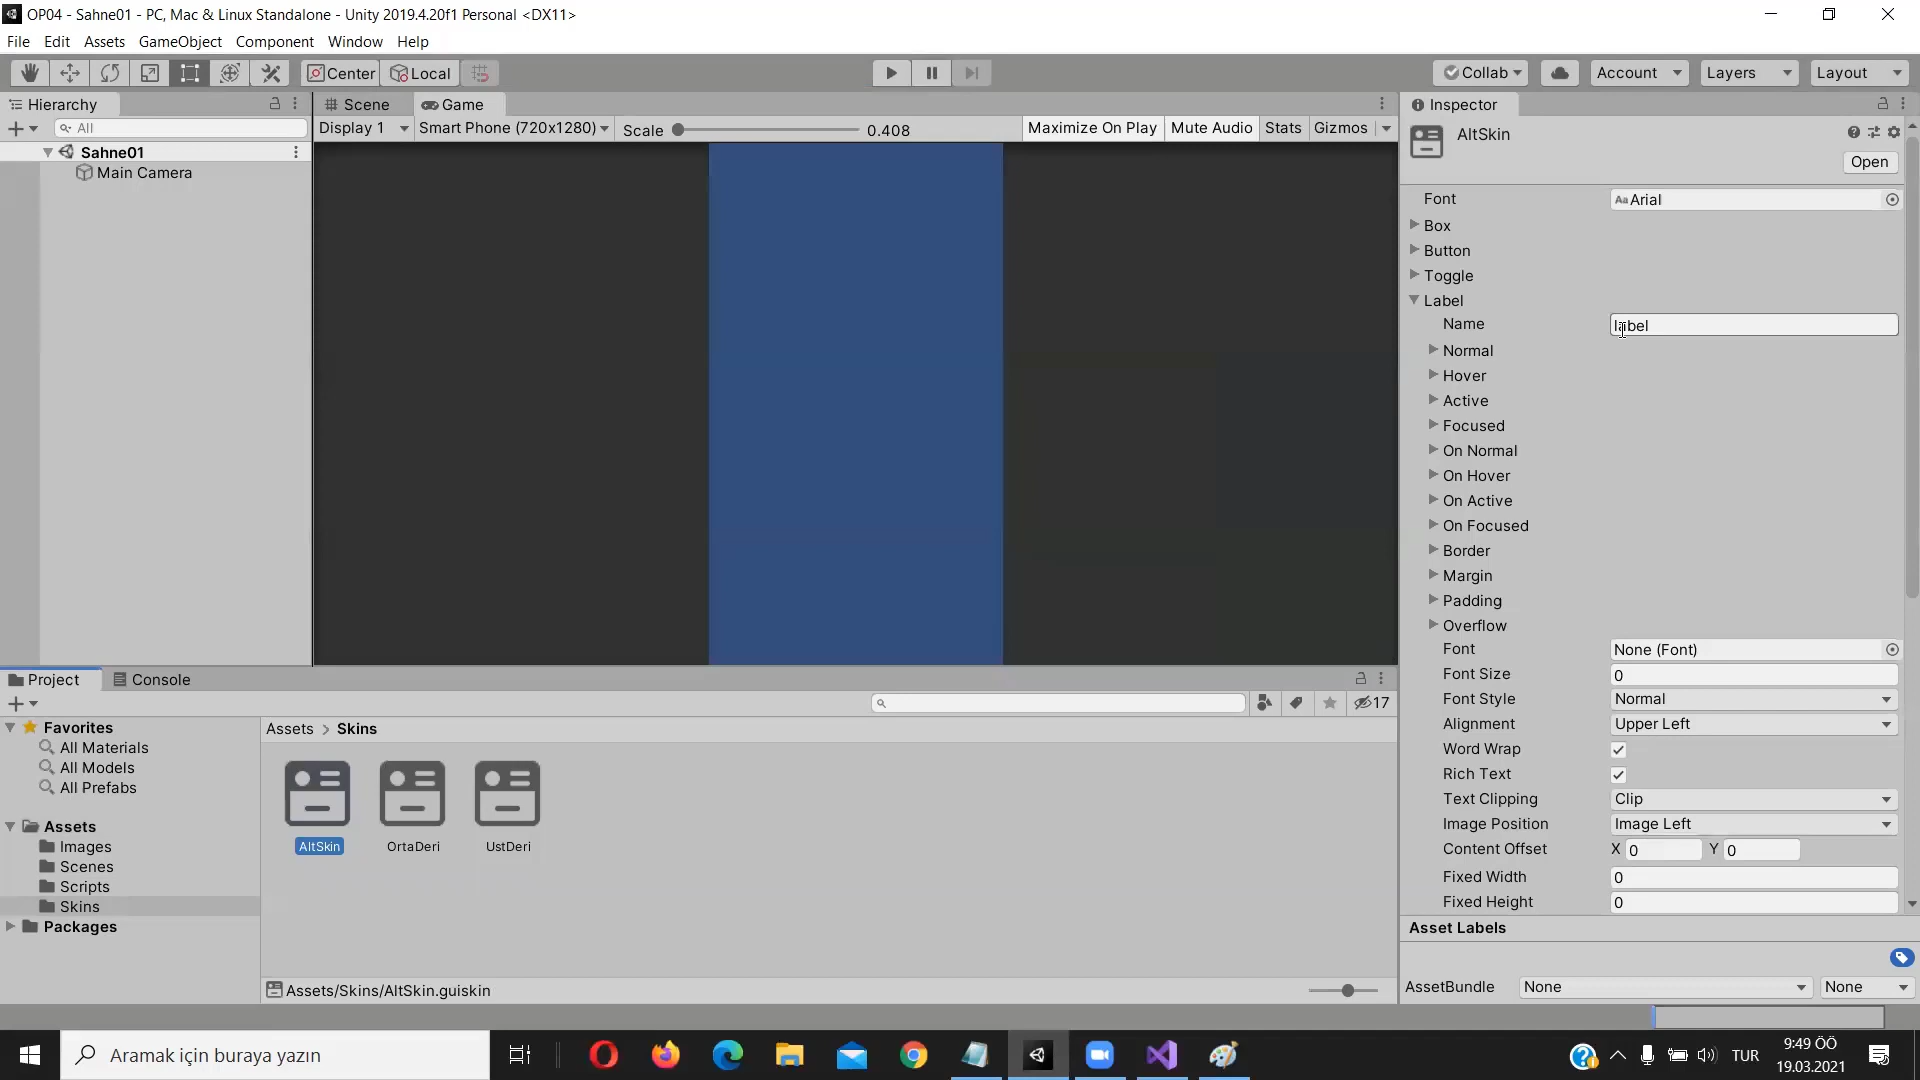 OP04 - Sahne01 - PC, Mac & Linux Standalone - Unity 2019.4.20f1 Personal <DX11>
File Edit Assets GameObject Component Window Help
Center Local Collab Account Layers Layout
Hierarchy
All
Sahne01
Main Camera
Scene Game
Display 1 Smart Phone (720x1280) Scale 0.408 Maximize On Play Mute Audio Stats Gizmos
Inspector
AltSkin
Open
Font Arial
Box
Button
Toggle
Label
Name label
Normal
Hover
Active
Focused
On Normal
On Hover
On Active
On Focused
Border
Margin
Padding
Overflow
Font None (Font)
Font Size 0
Font Style Normal
Alignment Upper Left
Word Wrap
Rich Text
Text Clipping Clip
Image Position Image Left
Content Offset X 0 Y 0
Fixed Width 0
Fixed Height 0
Asset Labels
AssetBundle None None
Project Console
17
Favorites
All Materials
All Models
All Prefabs
Assets
Images
Scenes
Scripts
Skins
Packages
Assets > Skins
AltSkin OrtaDeri UstDeri
Assets/Skins/AltSkin.guiskin
Aramak için buraya yazın
TUR
9:49 ÖÖ
19.03.2021